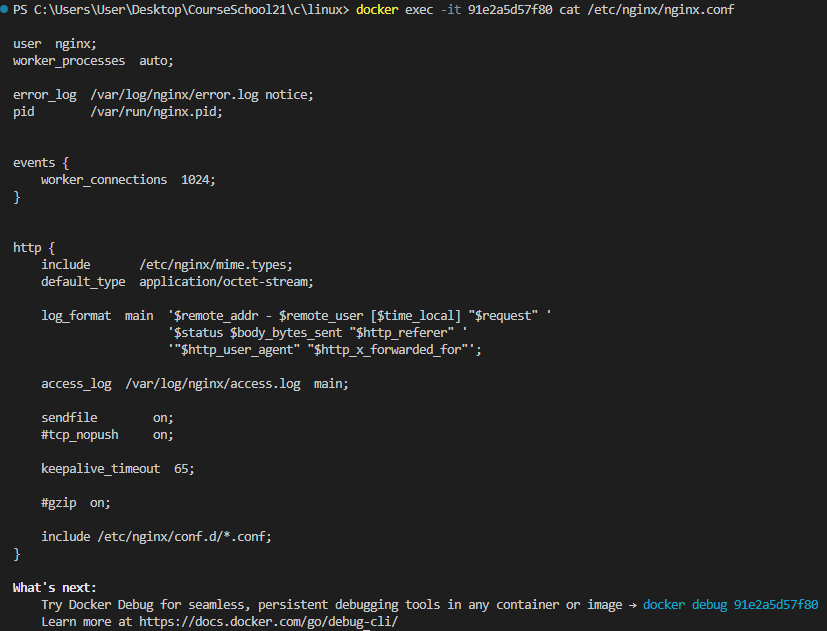 PS C:\Users\User\Desktop\CourseSchool21\c\linux> docker exec -it 91e2a5d57f80 cat /etc/nginx/nginx.conf
user  nginx;
worker_processes  auto;
error_log  /var/log/nginx/error.log notice;
pid        /var/run/nginx.pid;
events {
    worker_connections  1024;
}
http {
    include       /etc/nginx/mime.types;
    default_type  application/octet-stream;
    log_format  main  '$remote_addr - $remote_user [$time_local] "$request" '
                      '$status $body_bytes_sent "$http_referer" '
                      '"$http_user_agent" "$http_x_forwarded_for"';
    access_log  /var/log/nginx/access.log  main;
    sendfile        on;
    #tcp_nopush     on;
    keepalive_timeout  65;
    #gzip  on;
    include /etc/nginx/conf.d/*.conf;
}
What's next:
    Try Docker Debug for seamless, persistent debugging tools in any container or image → docker debug 91e2a5d57f80
    Learn more at https://docs.docker.com/go/debug-cli/